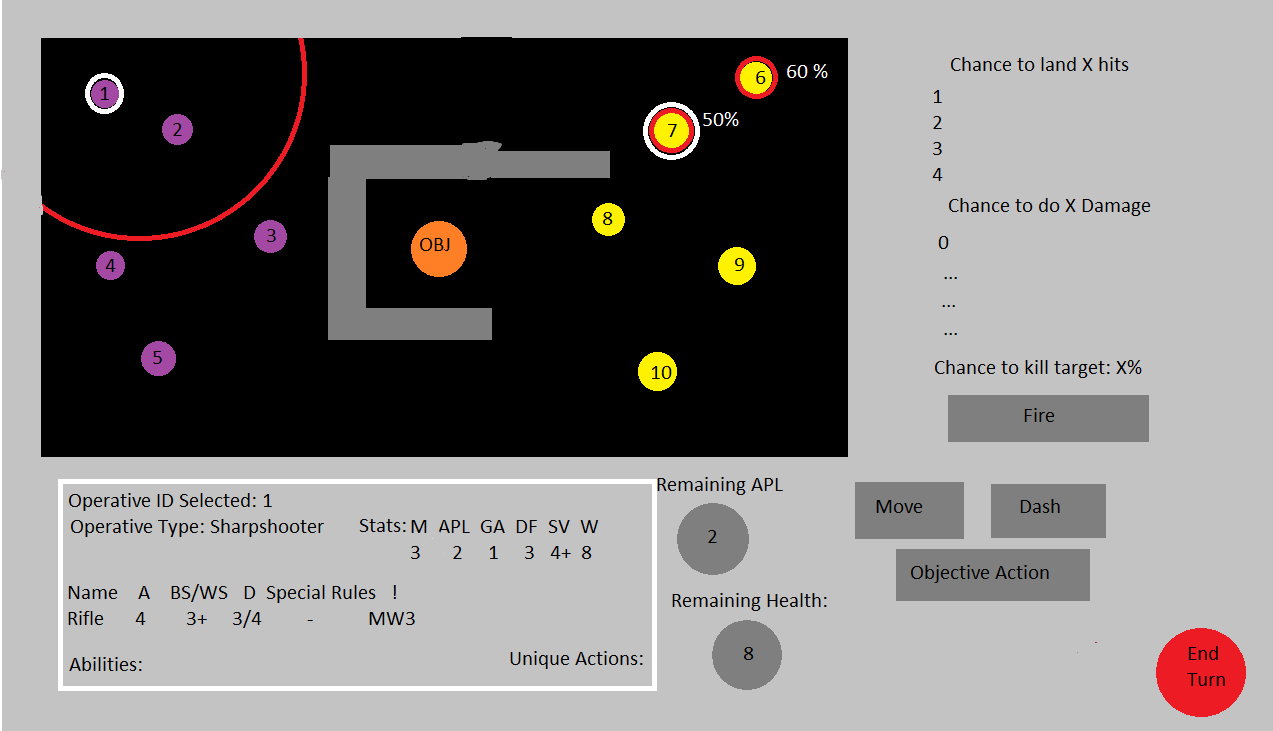 1
2
3
4
5
OBJ
6
60 %
7
50%
8
9
10
Chance to land X hits
1
2
3
4
Chance to do X Damage
0
...
...
...
Chance to kill target: X%
Fire
Operative ID Selected: 1
Operative Type: Sharpshooter
Stats: M APL GA DF SV W
3 2 1 3 4+ 8
Name A BS/WS D Special Rules !
Rifle 4 3+ 3/4 - MW3
Abilities:
Unique Actions:
Remaining APL
2
Remaining Health:
8
Move
Dash
Objective Action
End
Turn